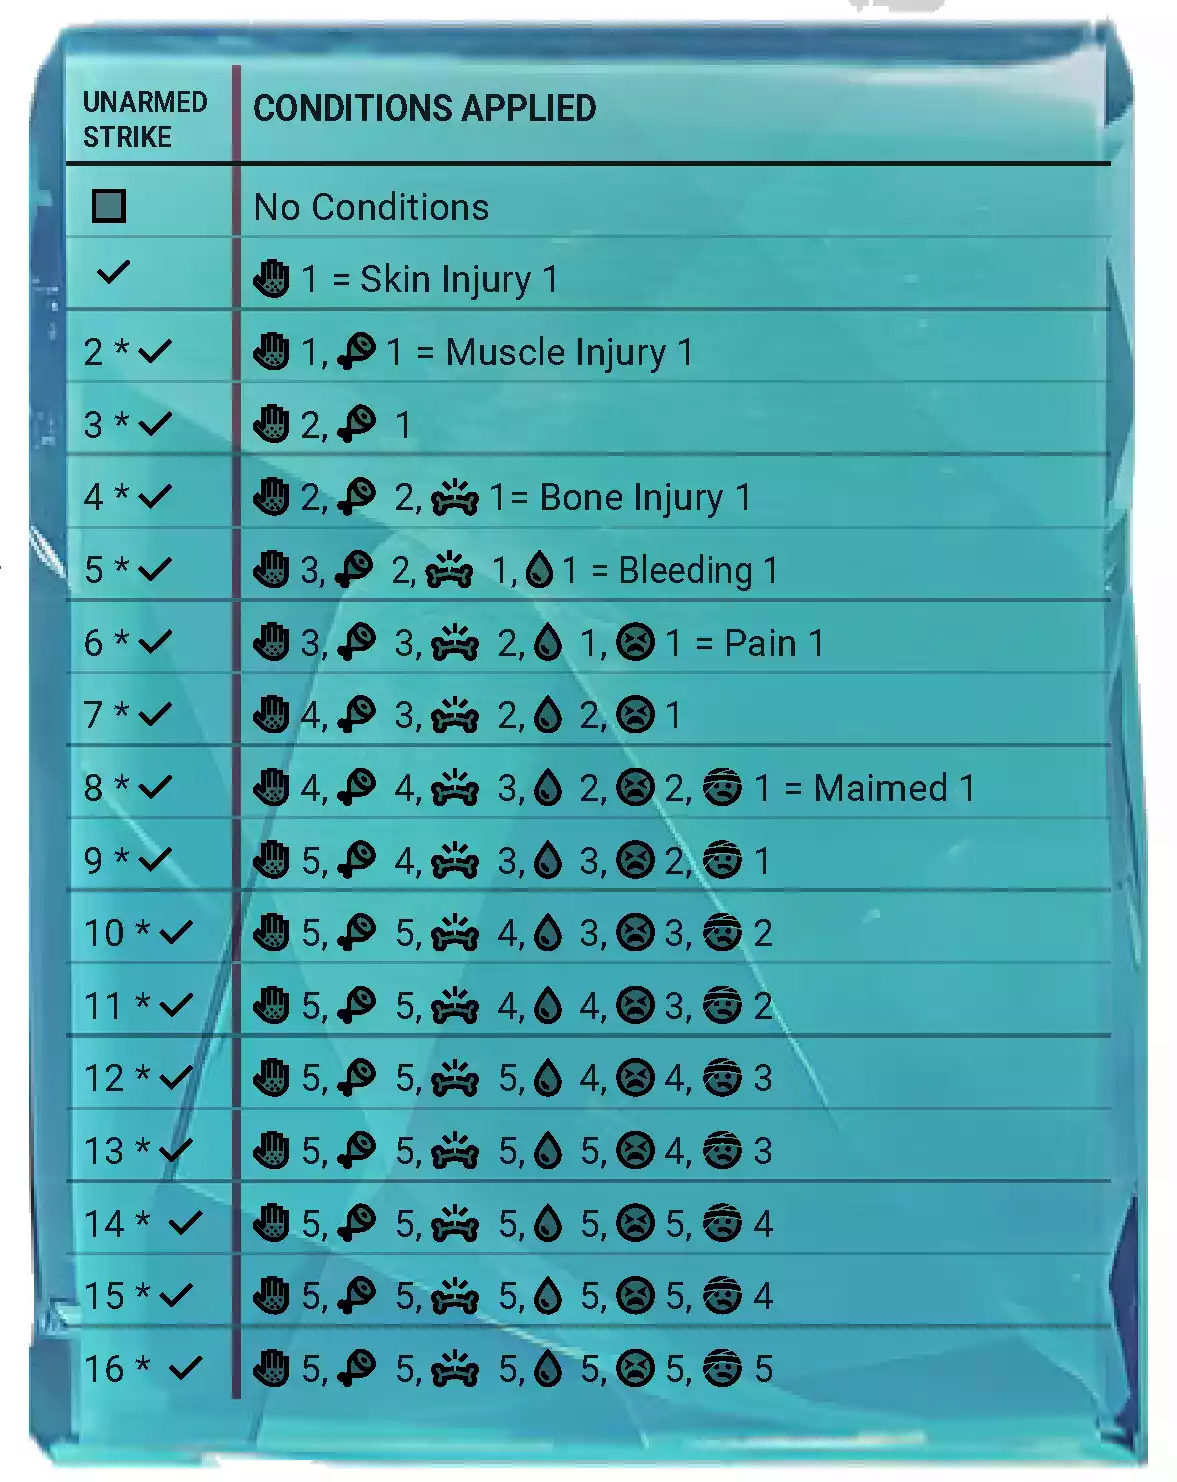 UNARMED STRIKE CONDITIONS APPLIED
No Conditions
✓ 1 = Skin Injury 1
2 * ✓ 1, 1 = Muscle Injury 1
3 * ✓ 2, 1
4 * ✓ 2, 2, 1= Bone Injury 1
5 * ✓ 3, 2, 1, 1 = Bleeding 1
6 * ✓ 3, 3, 2, 1, 1 = Pain 1
7 * ✓ 4, 3, 2, 2, 1
8 * ✓ 4, 4, 3, 2, 2, 1 = Maimed 1
9 * ✓ 5, 4, 3, 3, 2, 1
10 * ✓ 5, 5, 4, 3, 3, 2
11 * ✓ 5, 5, 4, 4, 3, 2
12 * ✓ 5, 5, 5, 4, 4, 3
13 * ✓ 5, 5, 5, 5, 4, 3
14 * ✓ 5, 5, 5, 5, 5, 4
15 * ✓ 5, 5, 5, 5, 5, 4
16 * ✓ 5, 5, 5, 5, 5, 5